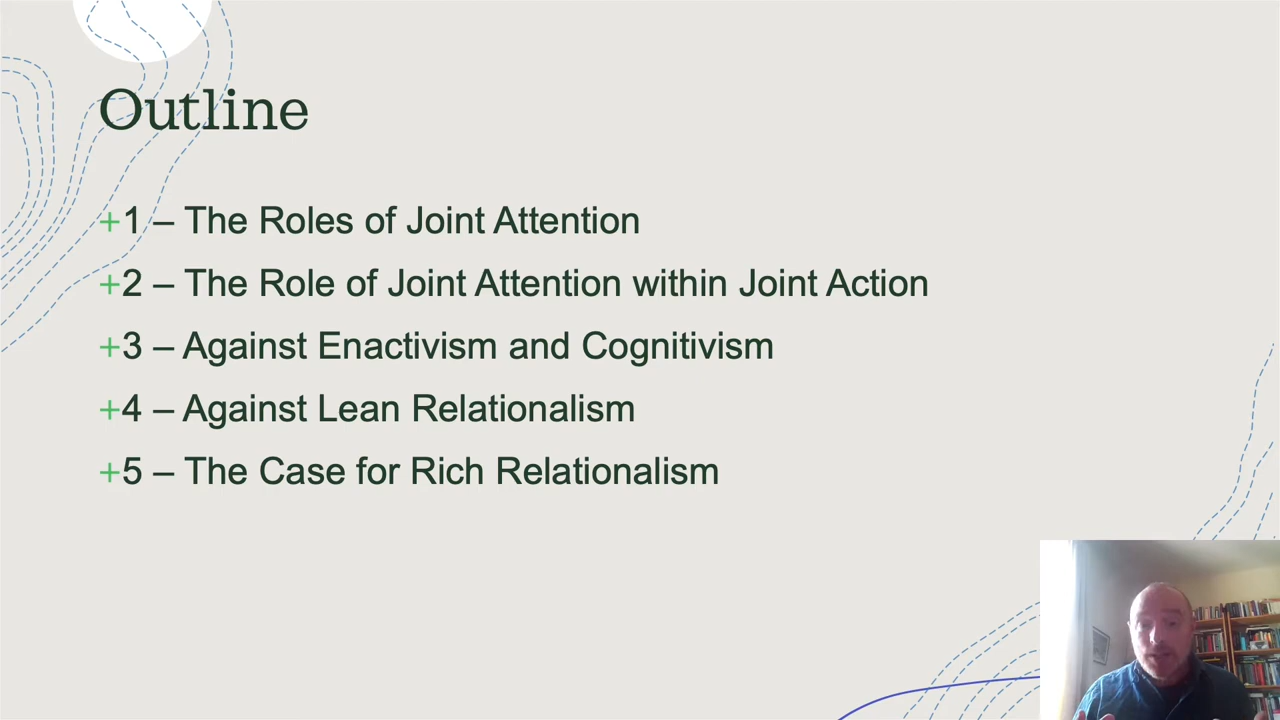 Outline
+1 – The Roles of Joint Attention
+2 – The Role of Joint Attention within Joint Action
+3 – Against Enactivism and Cognitivism
+4 – Against Lean Relationalism
+5 – The Case for Rich Relationalism